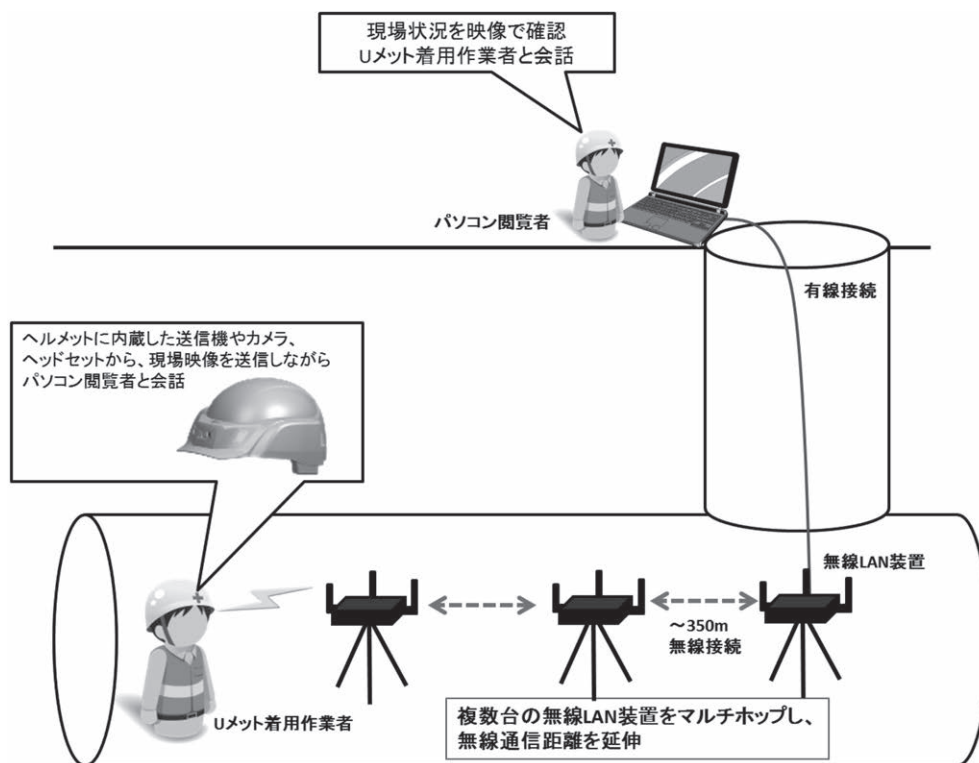 現場状況を映像で確認
Uメット着用作業者と会話
パソコン閲覧者
有線接続
ヘルメットに内蔵した送信機やカメラ、
ヘッドセットから、現場映像を送信しながら
パソコン閲覧者と会話
無線LAN装置
～350m
無線接続
Uメット着用作業者
複数台の無線LAN装置をマルチホップし、
無線通信距離を延伸